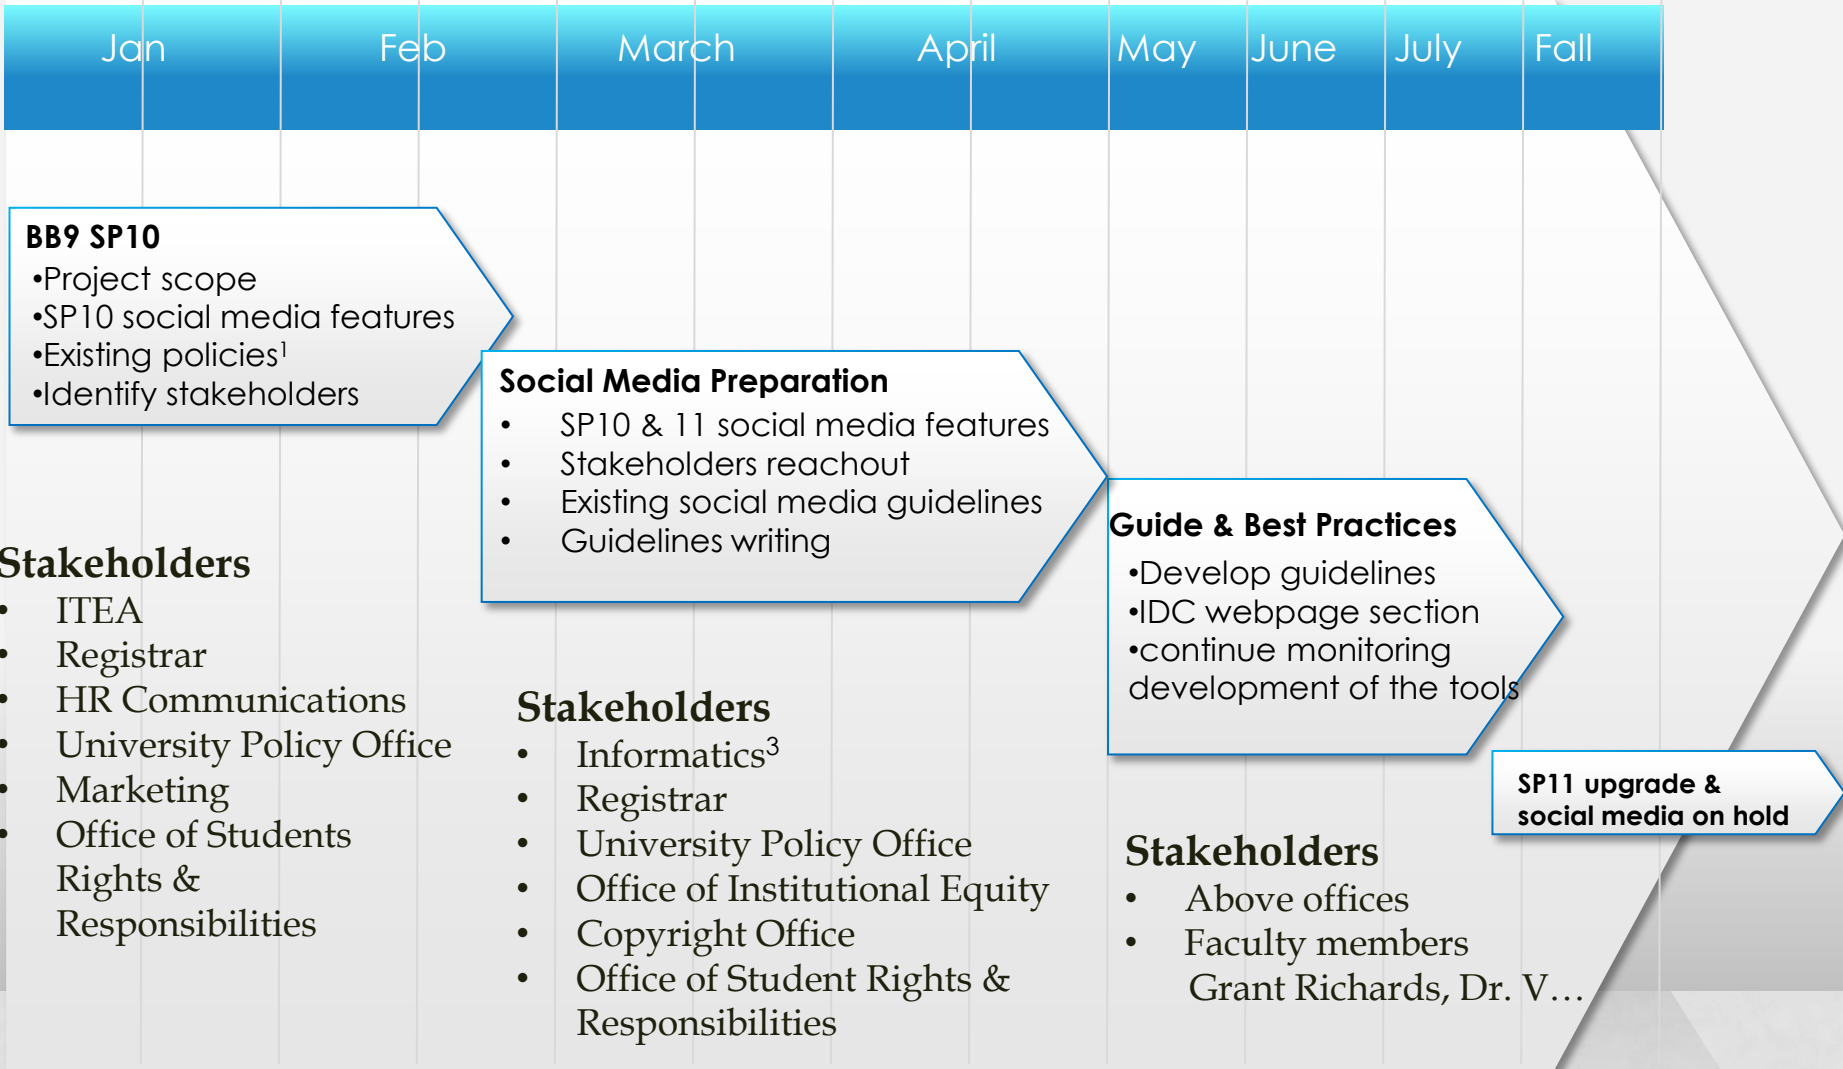 Jan Feb March April May June July Fall
BB9 SP10
•Project scope
•SP10 social media features
•Existing policies¹
•Identify stakeholders
Stakeholders
• ITEA
• Registrar
• HR Communications
• University Policy Office
• Marketing
• Office of Students
Rights &
Responsibilities
Social Media Preparation
• SP10 & 11 social media features
• Stakeholders reachout
• Existing social media guidelines
• Guidelines writing
Stakeholders
• Informatics³
• Registrar
• University Policy Office
• Office of Institutional Equity
• Copyright Office
• Office of Student Rights &
Responsibilities
Guide & Best Practices
•Develop guidelines
•IDC webpage section
•continue monitoring
development of the tools
Stakeholders
• Above offices
• Faculty members
Grant Richards, Dr. V…
SP11 upgrade &
social media on hold